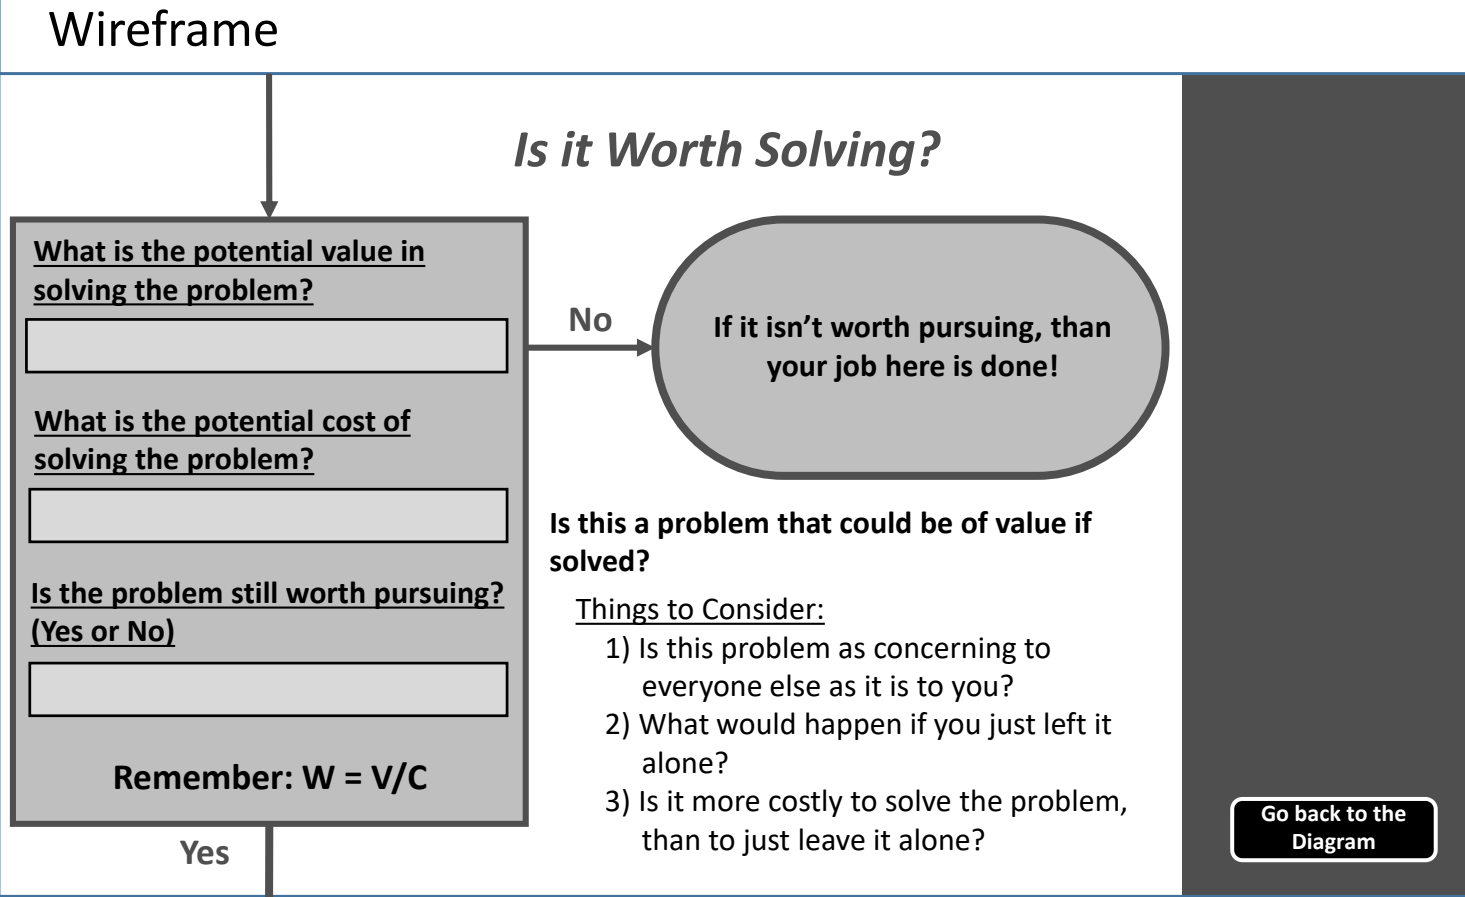 Wireframe
Is it Worth Solving?
What is the potential value in
solving the problem?
What is the potential cost of
solving the problem?
Is the problem still worth pursuing?
(Yes or No)
Remember: W = V/C
Yes
No
If it isn’t worth pursuing, than
your job here is done!
Is this a problem that could be of value if
solved?
Things to Consider:
1) Is this problem as concerning to
everyone else as it is to you?
2) What would happen if you just left it
alone?
3) Is it more costly to solve the problem,
than to just leave it alone?
Go back to the
Diagram